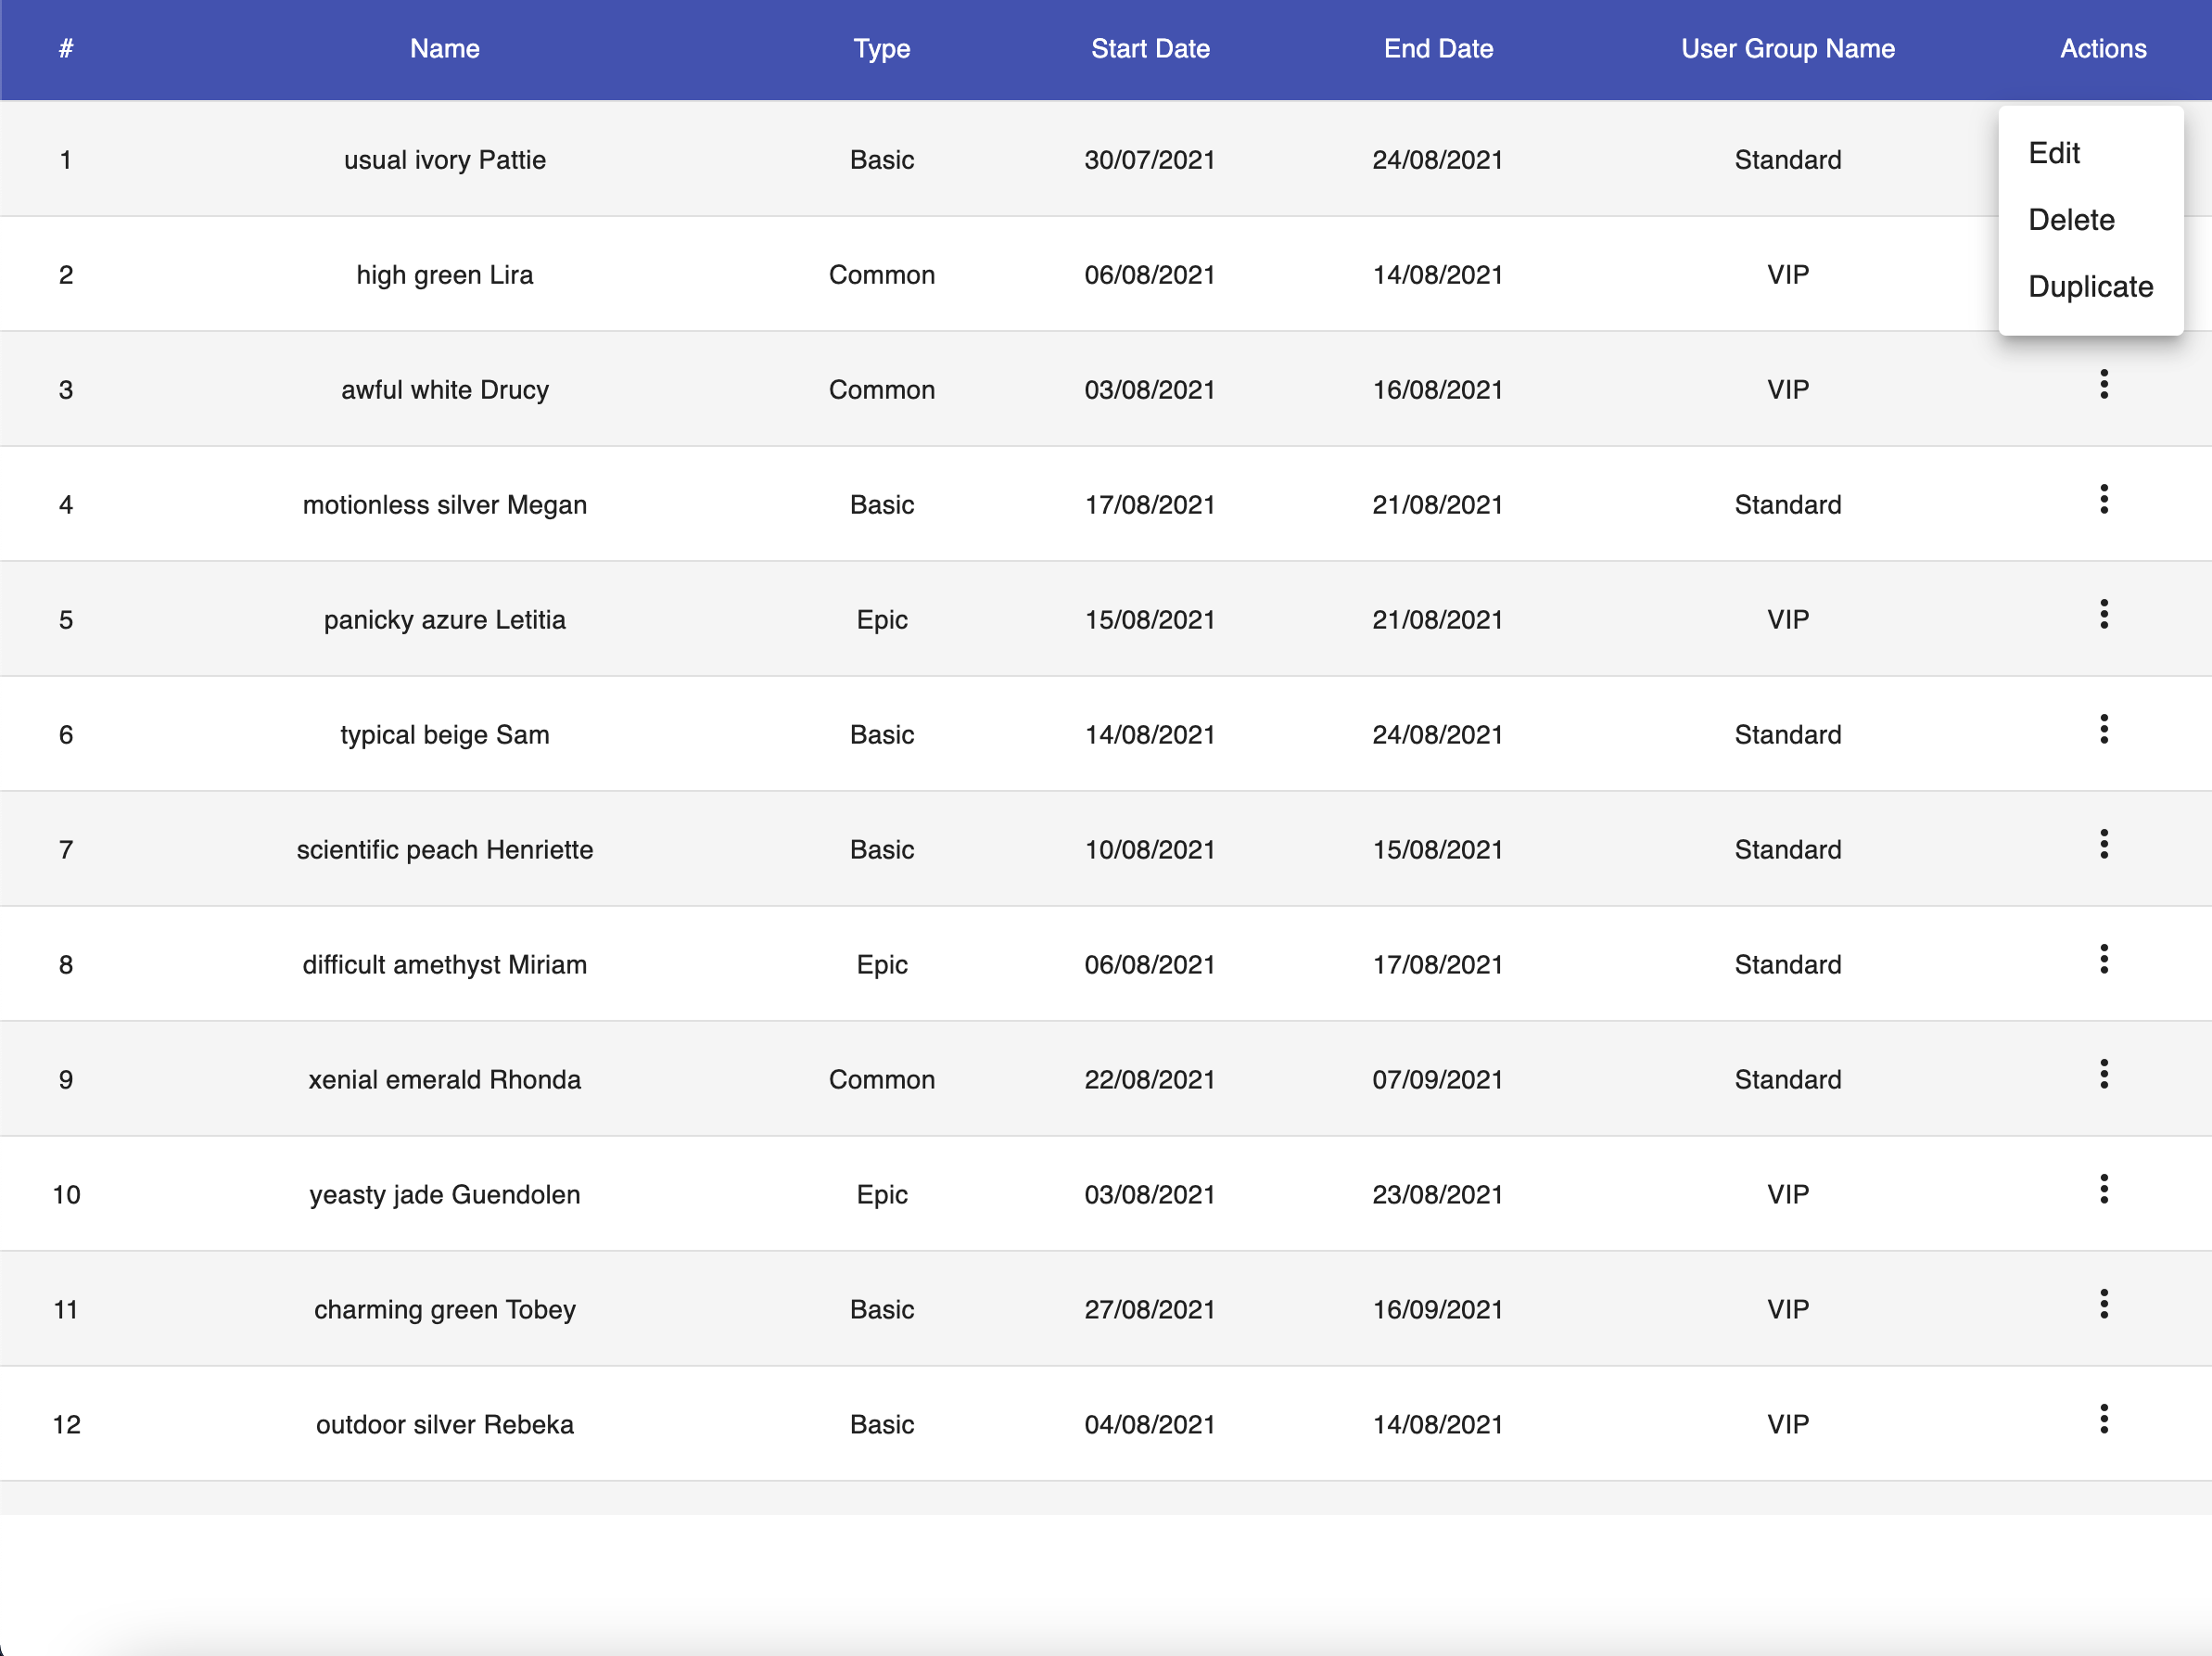 # Name Type Start Date End Date User Group Name Actions
1 usual ivory Pattie Basic 30/07/2021 24/08/2021 Standard
Edit
Delete
2 high green Lira Common 06/08/2021 14/08/2021 VIP
Duplicate
3 awful white Drucy Common 03/08/2021 16/08/2021 VIP
4 motionless silver Megan Basic 17/08/2021 21/08/2021 Standard
5 panicky azure Letitia Epic 15/08/2021 21/08/2021 VIP
6 typical beige Sam Basic 14/08/2021 24/08/2021 Standard
7 scientific peach Henriette Basic 10/08/2021 15/08/2021 Standard
8 difficult amethyst Miriam Epic 06/08/2021 17/08/2021 Standard
9 xenial emerald Rhonda Common 22/08/2021 07/09/2021 Standard
10 yeasty jade Guendolen Epic 03/08/2021 23/08/2021 VIP
11 charming green Tobey Basic 27/08/2021 16/09/2021 VIP
12 outdoor silver Rebeka Basic 04/08/2021 14/08/2021 VIP